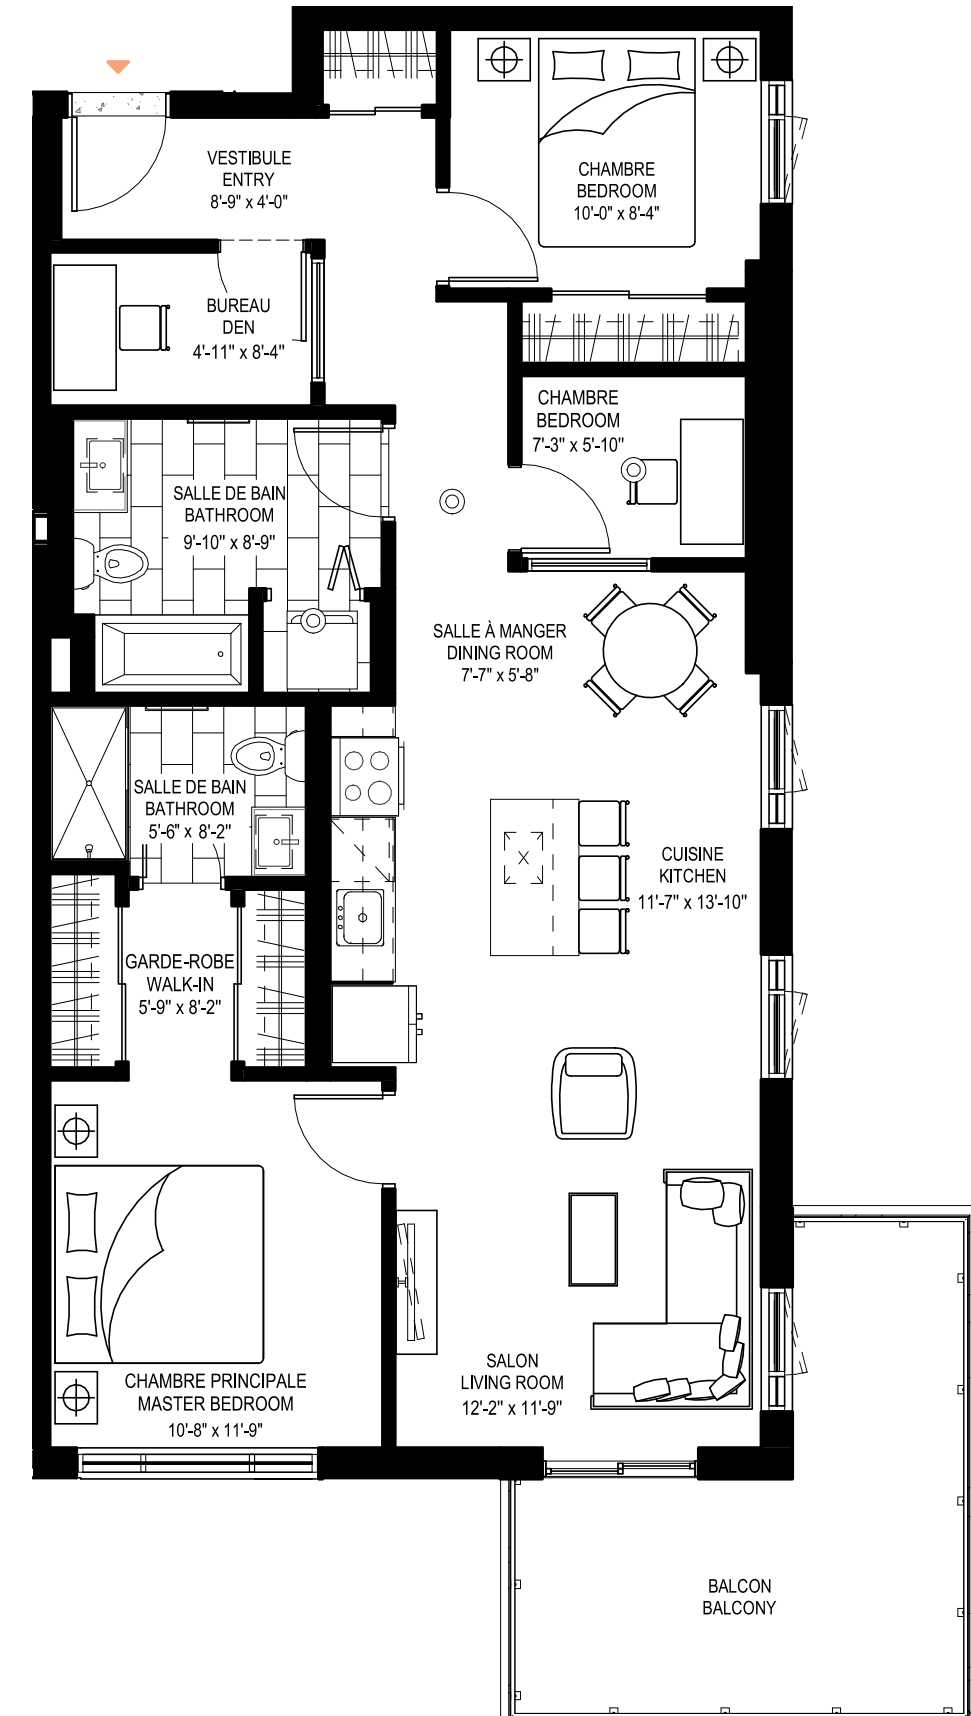 VESTIBULE
ENTRY
8'-9" x 4'-0"
CHAMBRE
BEDROOM
10'-0" x 8'-4"
BUREAU
DEN
4'-11" x 8'-4"
CHAMBRE
BEDROOM
7'-3" x 5'-10"
SALLE DE BAIN
BATHROOM
9'-10" x 8'-9"
SALLE À MANGER
DINING ROOM
7'-7" x 5'-8"
SALLE DE BAIN
BATHROOM
5'-6" x 8'-2"
CUISINE
KITCHEN
11'-7" x 13'-10"
GARDE-ROBE
WALK-IN
5'-9" x 8'-2"
SALON
LIVING ROOM
12'-2" x 11'-9"
CHAMBRE PRINCIPALE
MASTER BEDROOM
10'-8" x 11'-9"
BALCON
BALCONY